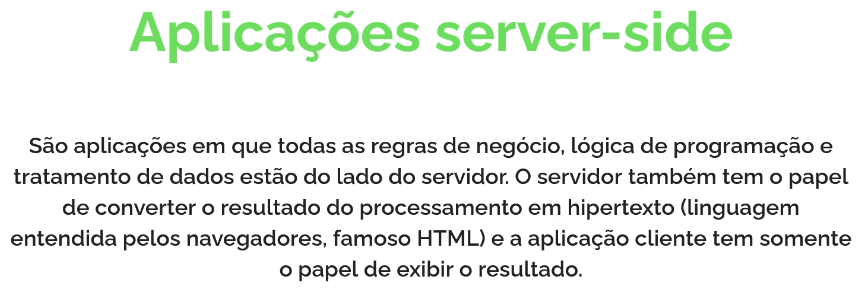 Aplicações server-side
São aplicações em que todas as regras de negócio, lógica de programação e
tratamento de dados estão do lado do servidor. O servidor também tem o papel
de converter o resultado do processamento em hipertexto (linguagem
entendida pelos navegadores, famoso HTML) e a aplicação cliente tem somente
o papel de exibir o resultado.